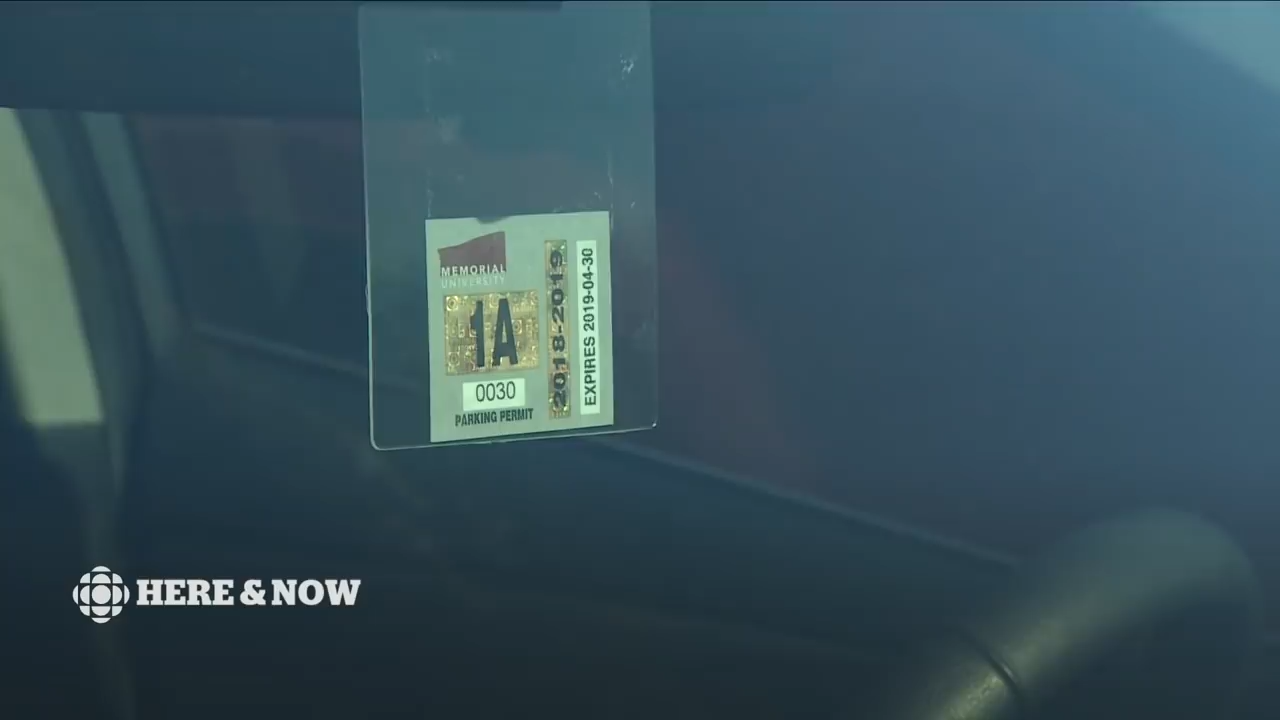 MEMORIAL
UNIVERSITY
1A
0030
PARKING PERMIT
2018-2019
EXPIRES 2019-04-30
HERE & NOW